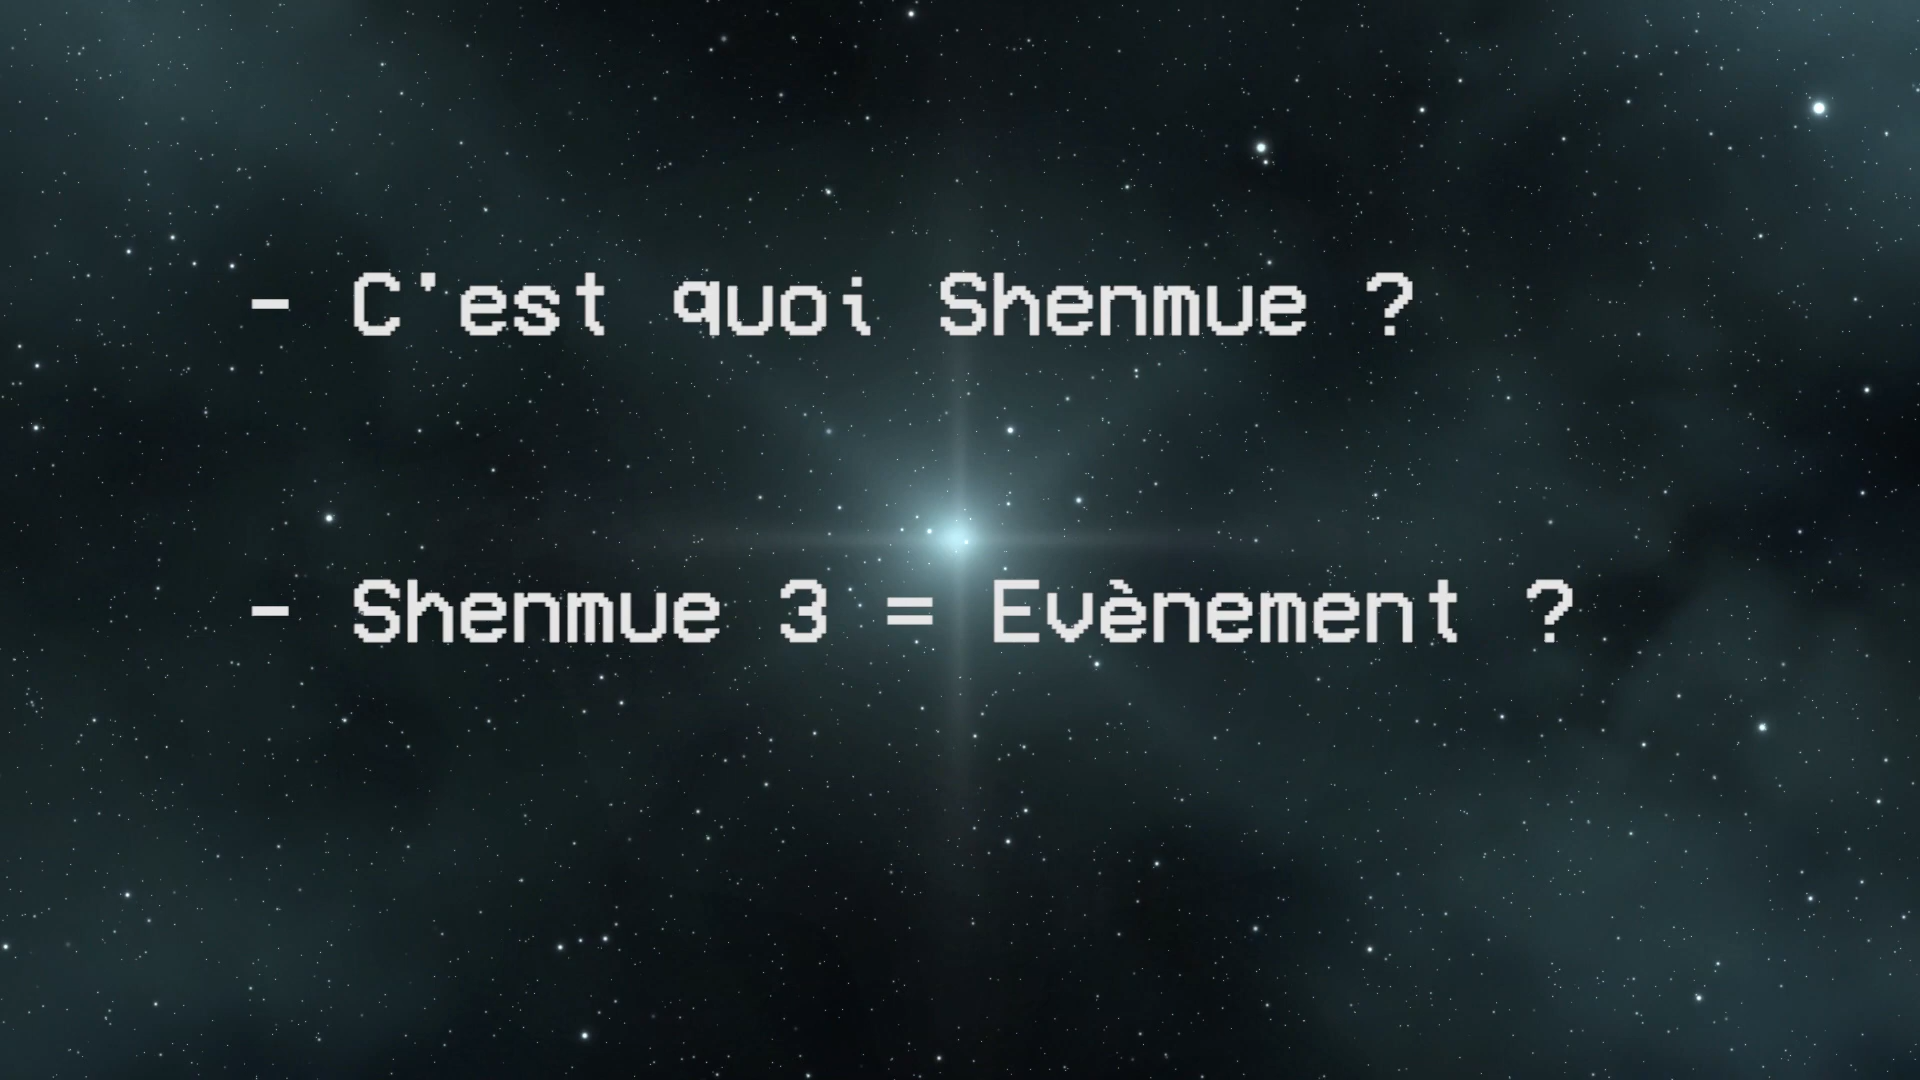 - C'est quoi Shenmue ?
- Shenmue 3 = Evènement ?